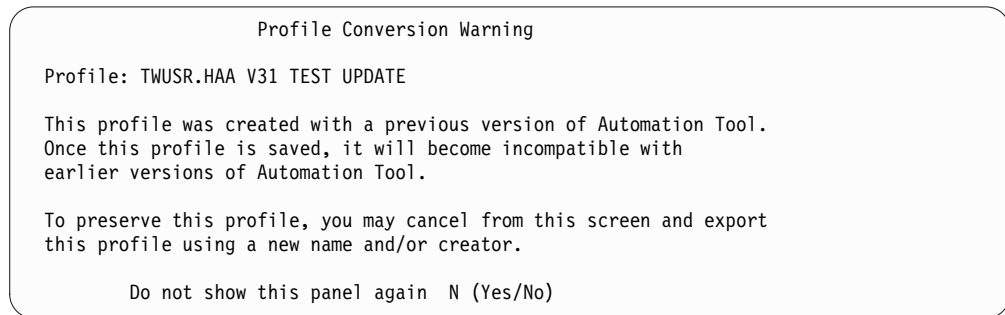 Profile Conversion Warning
Profile: TWUSR.HAA V31 TEST UPDATE
This profile was created with a previous version of Automation Tool.
Once this profile is saved, it will become incompatible with
earlier versions of Automation Tool.
To preserve this profile, you may cancel from this screen and export
this profile using a new name and/or creator.
Do not show this panel again N (Yes/No)